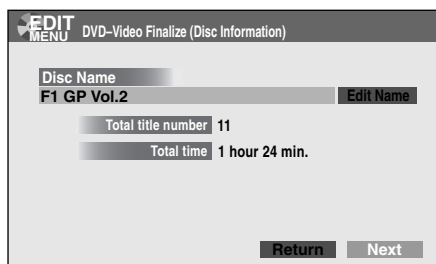 EDIT
MENU DVD–Video Finalize (Disc Information)
Disc Name
F1 GP Vol.2 Edit Name
Total title number 11
Total time 1 hour 24 min.
Return Next